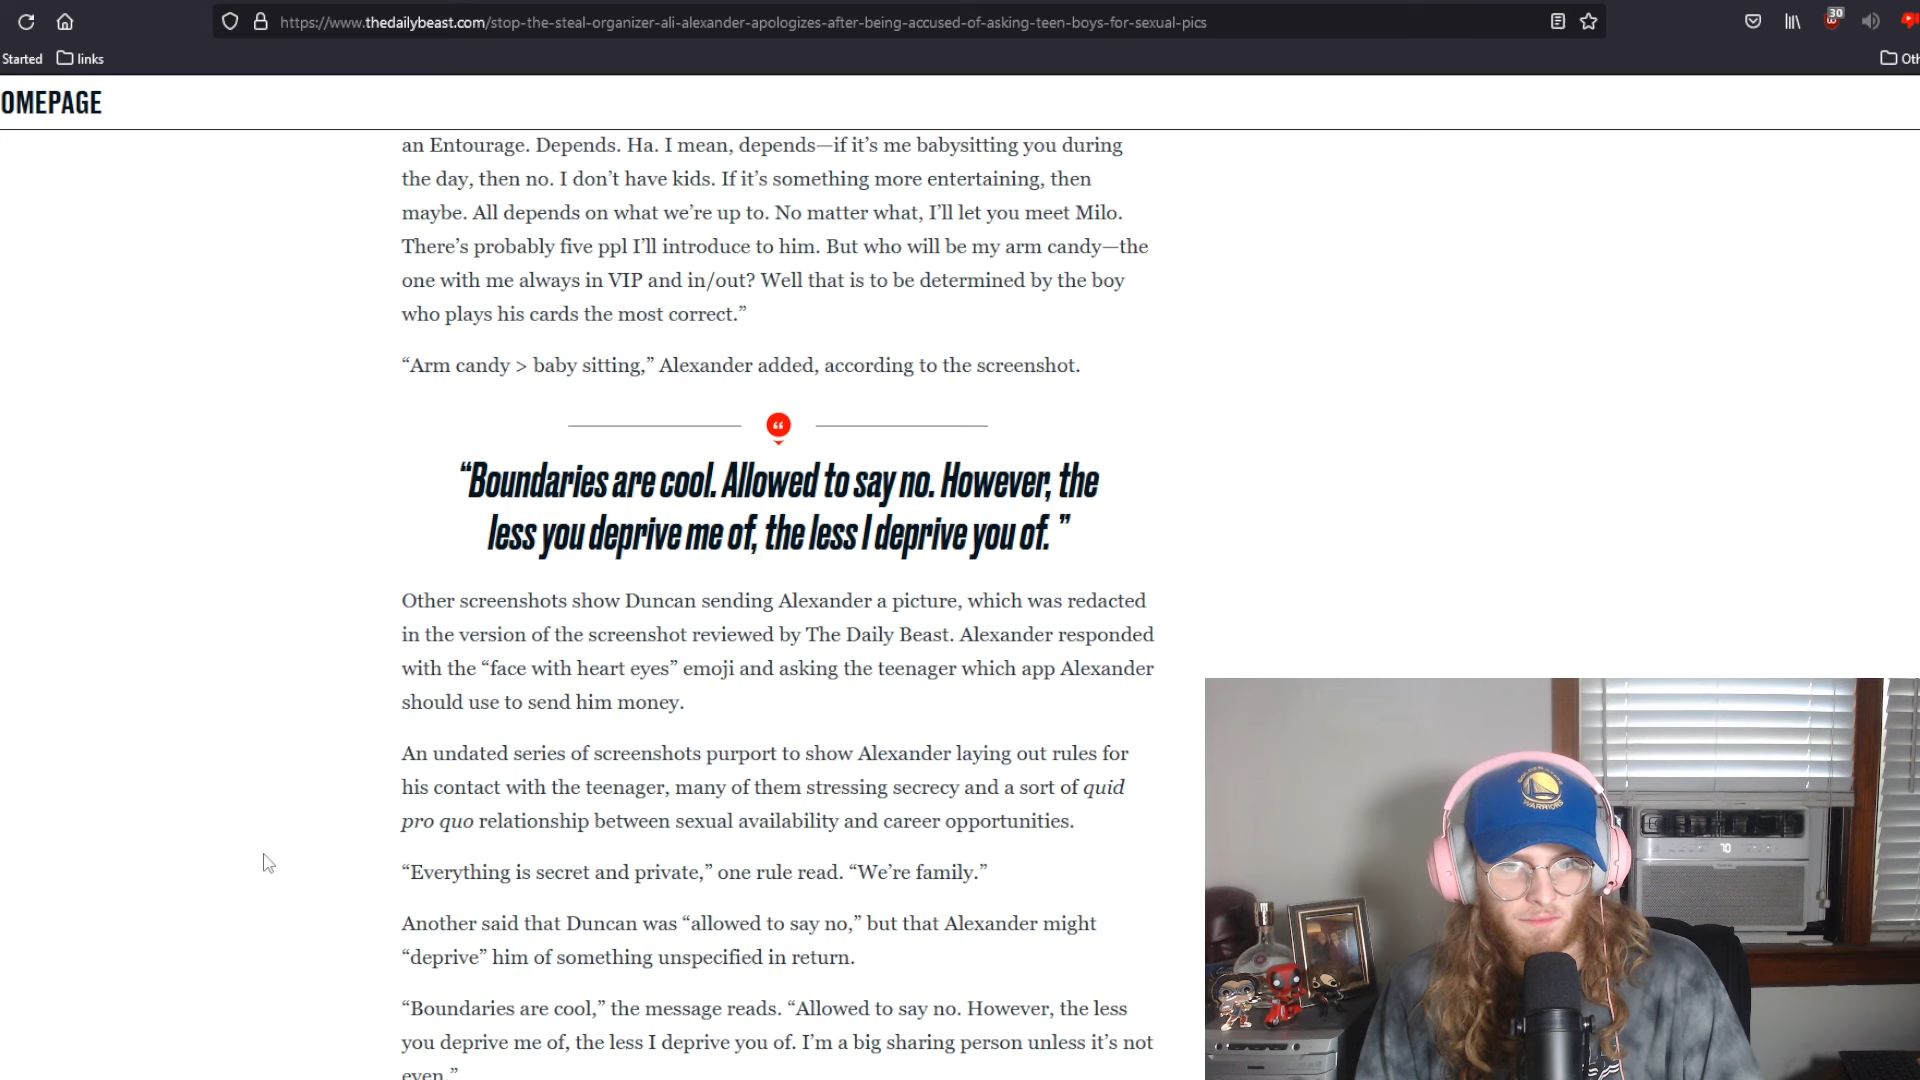 https://www.thedailybeast.com/stop-the-steal-organizer-ali-alexander-apologizes-after-being-accused-of-asking-teen-boys-for-sexual-pics
30
Started
links
OMEPAGE
an Entourage. Depends. Ha. I mean, depends—if it’s me babysitting you during
the day, then no. I don’t have kids. If it’s something more entertaining, then
maybe. All depends on what we’re up to. No matter what, I’ll let you meet Milo.
There’s probably five ppl I’ll introduce to him. But who will be my arm candy—the
one with me always in VIP and in/out? Well that is to be determined by the boy
who plays his cards the most correct.”
“Arm candy > baby sitting,” Alexander added, according to the screenshot.
“Boundaries are cool. Allowed to say no. However, the
less you deprive me of, the less I deprive you of.”
Other screenshots show Duncan sending Alexander a picture, which was redacted
in the version of the screenshot reviewed by The Daily Beast. Alexander responded
with the “face with heart eyes” emoji and asking the teenager which app Alexander
should use to send him money.
An undated series of screenshots purport to show Alexander laying out rules for
his contact with the teenager, many of them stressing secrecy and a sort of quid
pro quo relationship between sexual availability and career opportunities.
“Everything is secret and private,” one rule read. “We’re family.”
Another said that Duncan was “allowed to say no,” but that Alexander might
“deprive” him of something unspecified in return.
“Boundaries are cool,” the message reads. “Allowed to say no. However, the less
you deprive me of, the less I deprive you of. I’m a big sharing person unless it’s not
even.”
GOLDEN STATE
WARRIORS
70